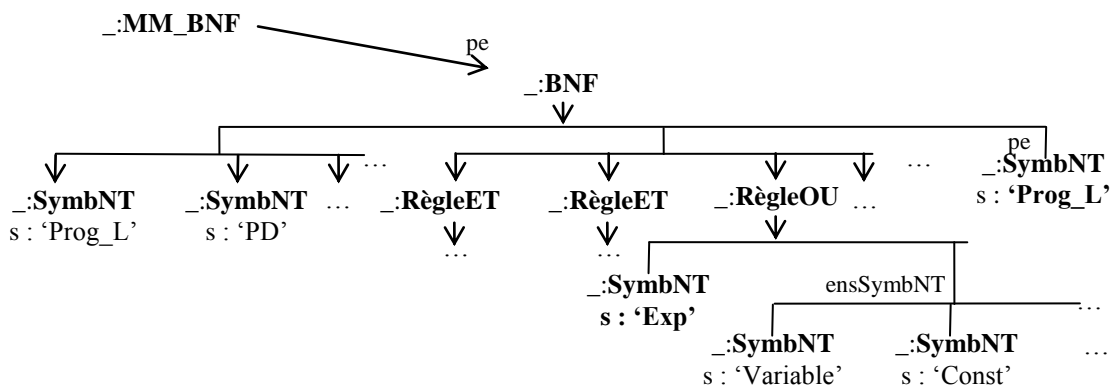 _:MM_BNF
pe
_:BNF
pe
… … …
_:SymbNT _:SymbNT … _:RègleET _:RègleET _:RègleOU … _:SymbNT
s : ‘Prog_L’ s : ‘PD’ s : ‘Prog_L’
… …
_:SymbNT ensSymbNT
s : ‘Exp’
…
_:SymbNT _:SymbNT …
s : ‘Variable’ s : ‘Const’